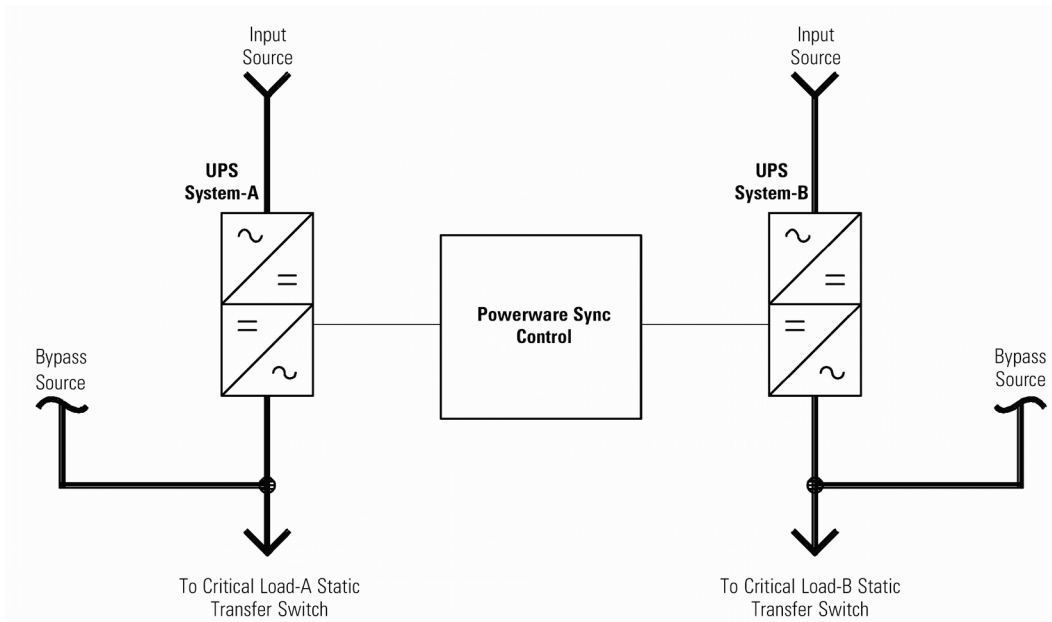 Input
Source
Input
Source
UPS
System-A
UPS
System-B
Powerware Sync
Control
Bypass
Source
Bypass
Source
To Critical Load-A Static
Transfer Switch
To Critical Load-B Static
Transfer Switch